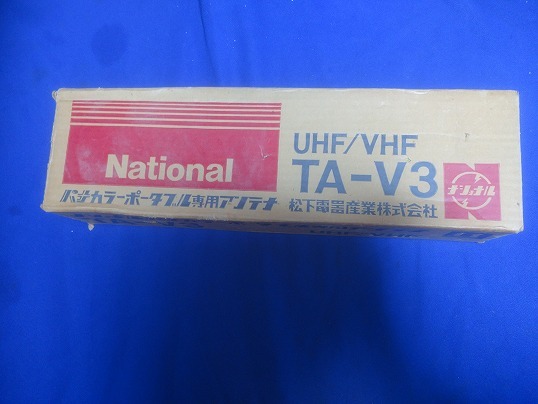 National
UHF/VHF
TA-V3
ナショナル
パナカラーポータブル専用アンテナ
松下電器産業株式会社